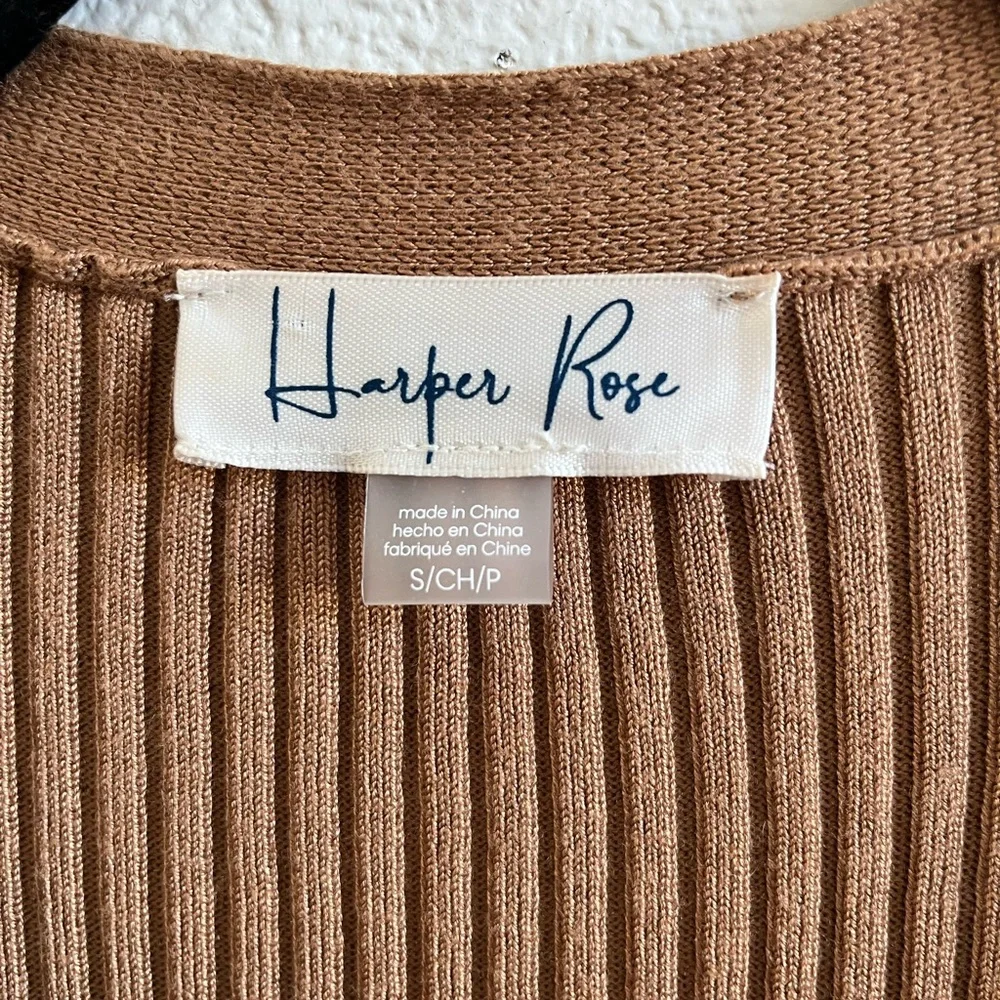 Harper Rose
made in China
hecho en China
fabriqué en Chine
S/CH/P